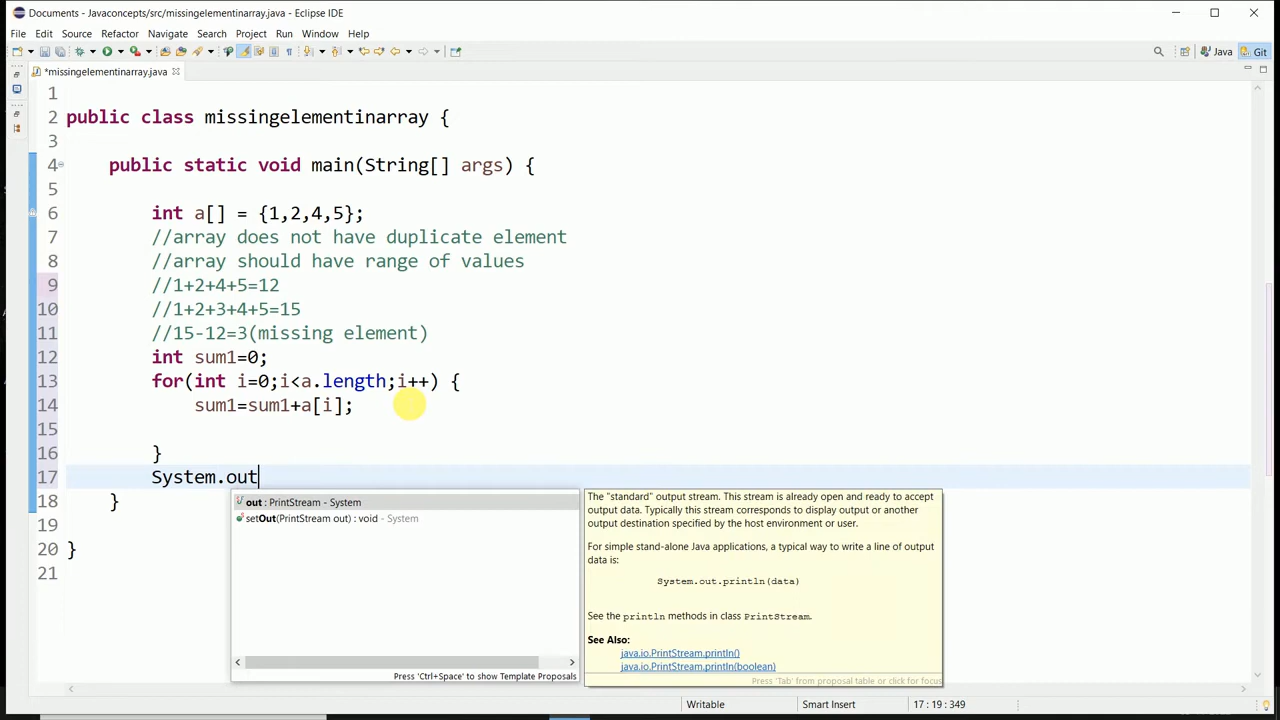 Documents - Javaconcepts/src/missingelementinarray.java - Eclipse IDE
File Edit Source Refactor Navigate Search Project Run Window Help
Java Git
*missingelementinarray.java
1
2 public class missingelementinarray {
3
4 public static void main(String[] args) {
5
6 int a[] = {1,2,4,5};
7 //array does not have duplicate element
8 //array should have range of values
9 //1+2+4+5=12
10 //1+2+3+4+5=15
11 //15-12=3(missing element)
12 int sum1=0;
13 for(int i=0;i<a.length;i++) {
14 sum1=sum1+a[i];
15
16 }
17 System.out
18 }
19
20 }
21
out : PrintStream - System
setOut(PrintStream out) : void - System
Press 'Ctrl+Space' to show Template Proposals
The "standard" output stream. This stream is already open and ready to accept
output data. Typically this stream corresponds to display output or another
output destination specified by the host environment or user.
For simple stand-alone Java applications, a typical way to write a line of output
data is:
System.out.println(data)
See the println methods in class PrintStream.
See Also:
java.io.PrintStream.println()
java.io.PrintStream.println(boolean)
Press 'Tab' from proposal table or click for focus
Writable Smart Insert 17 : 19 : 349